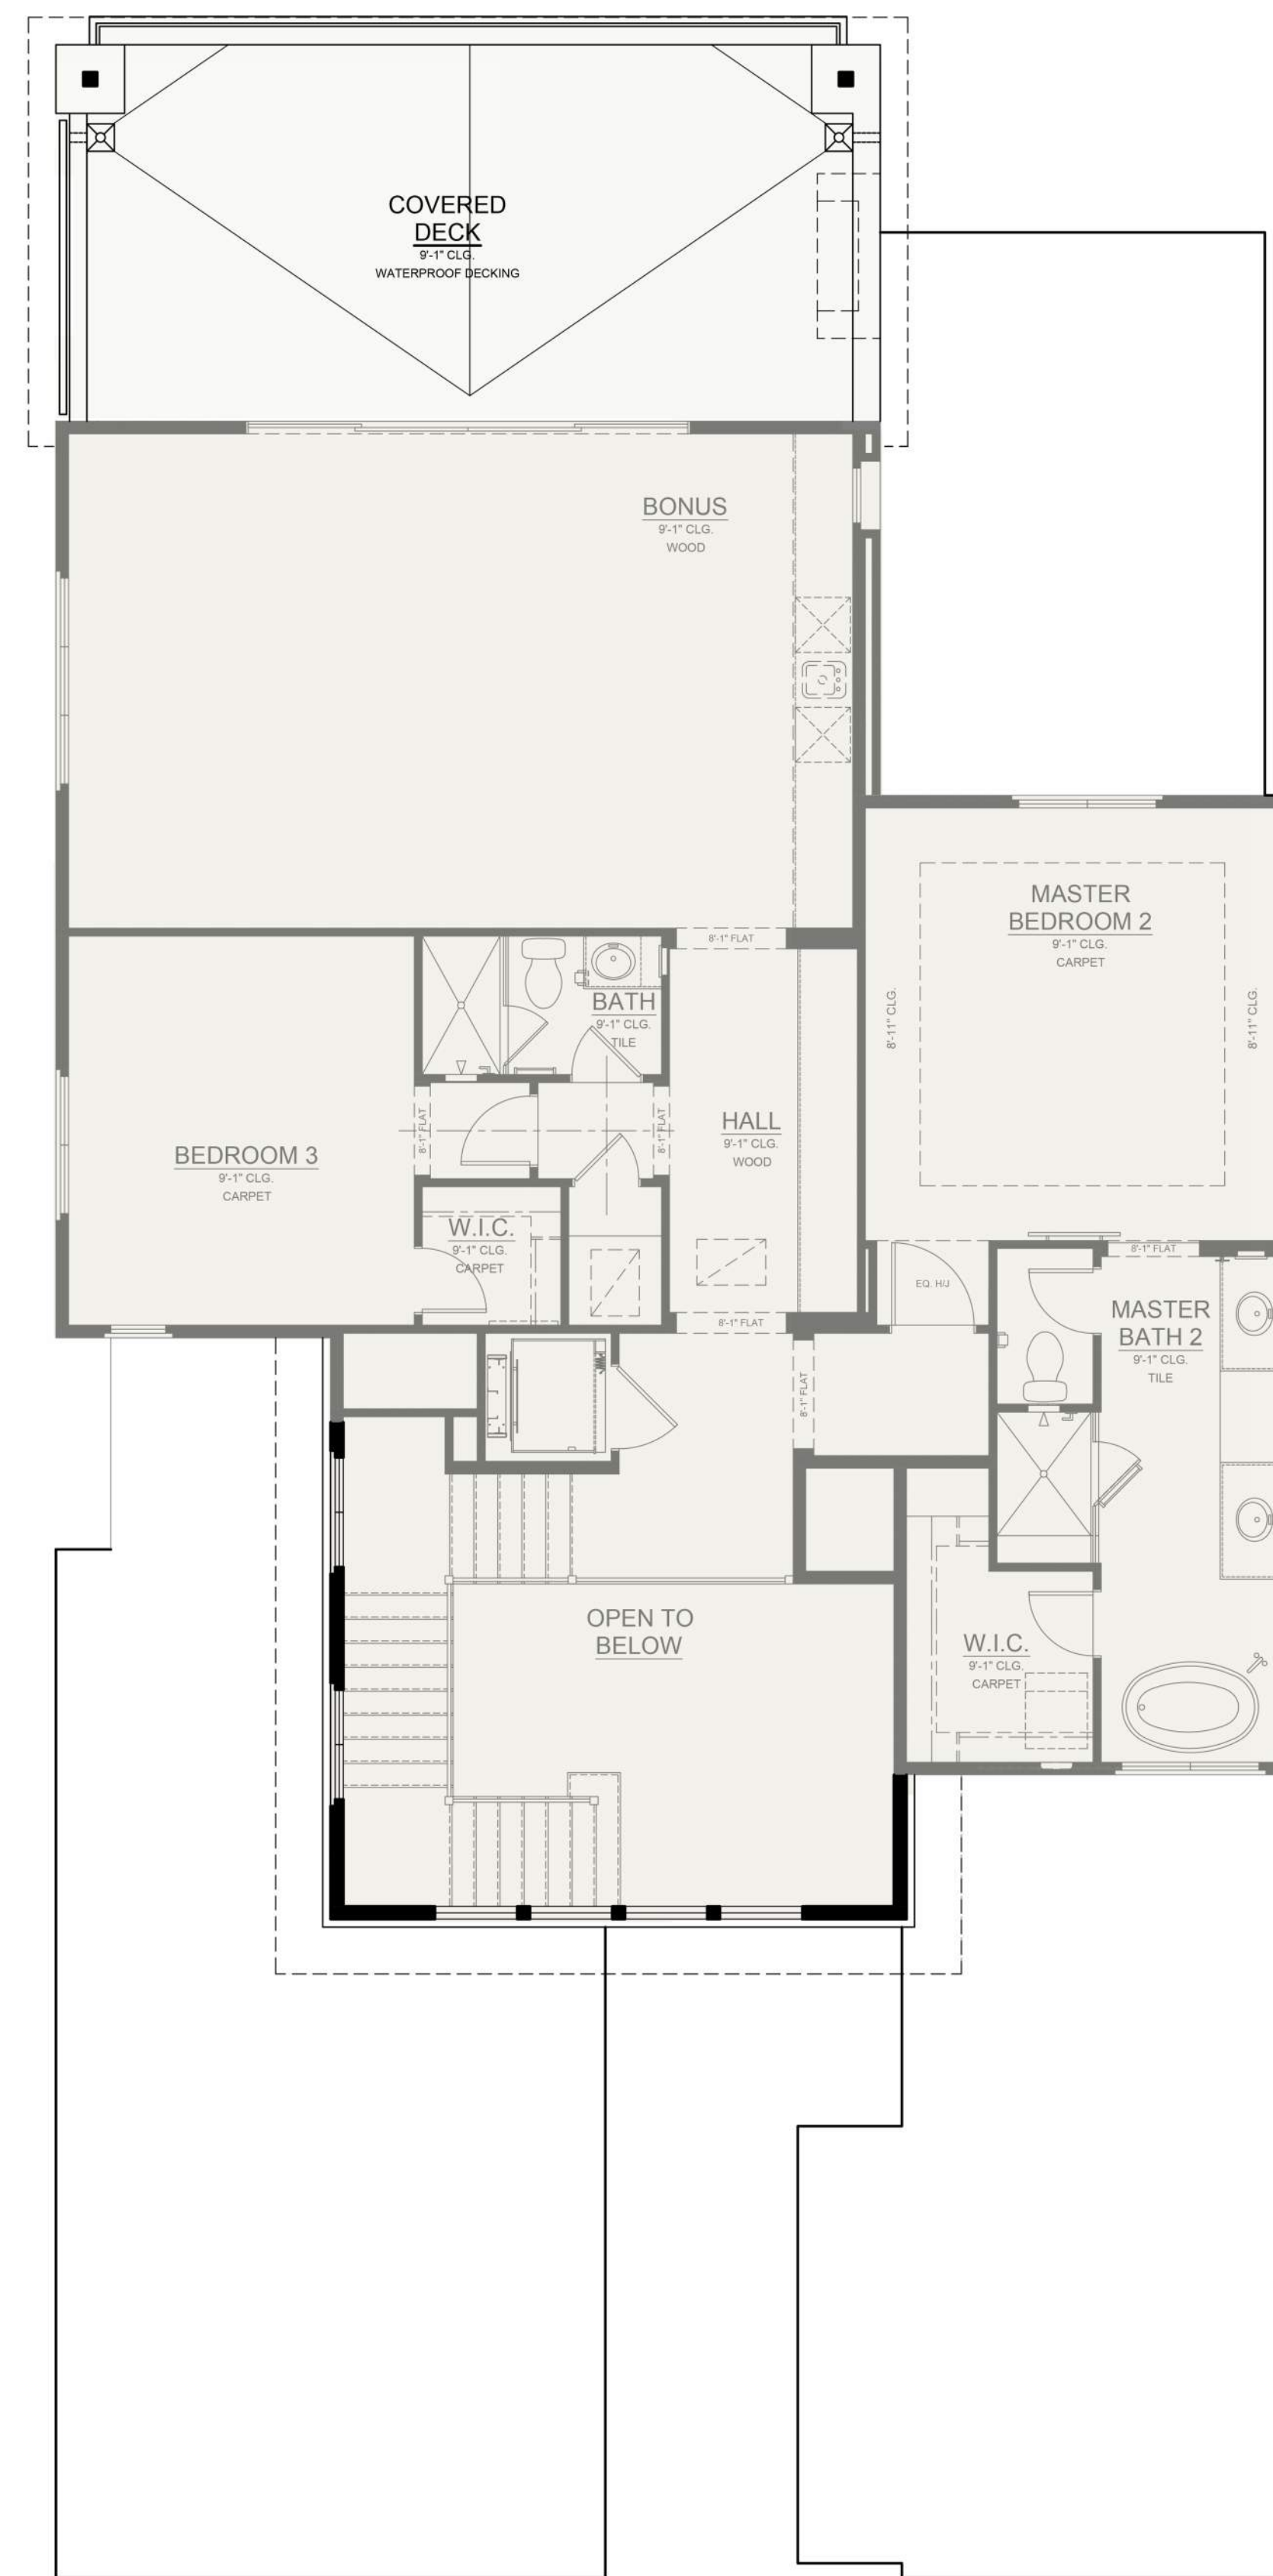 COVERED
DECK
9'-1" CLG.
WATERPROOF DECKING
BONUS
9'-1" CLG.
WOOD
MASTER
BEDROOM 2
9'-1" CLG.
CARPET
8'-11" CLG.
8'-11" CLG.
8'-1" FLAT
BATH
9'-1" CLG.
TILE
8'-1" FLAT
8'-1" FLAT
HALL
9'-1" CLG.
WOOD
BEDROOM 3
9'-1" CLG.
CARPET
W.I.C.
9'-1" CLG.
CARPET
8'-1" FLAT
EQ. H/J
8'-1" FLAT
MASTER
BATH 2
9'-1" CLG.
TILE
8'-1" FLAT
OPEN TO
BELOW
W.I.C.
9'-1" CLG.
CARPET